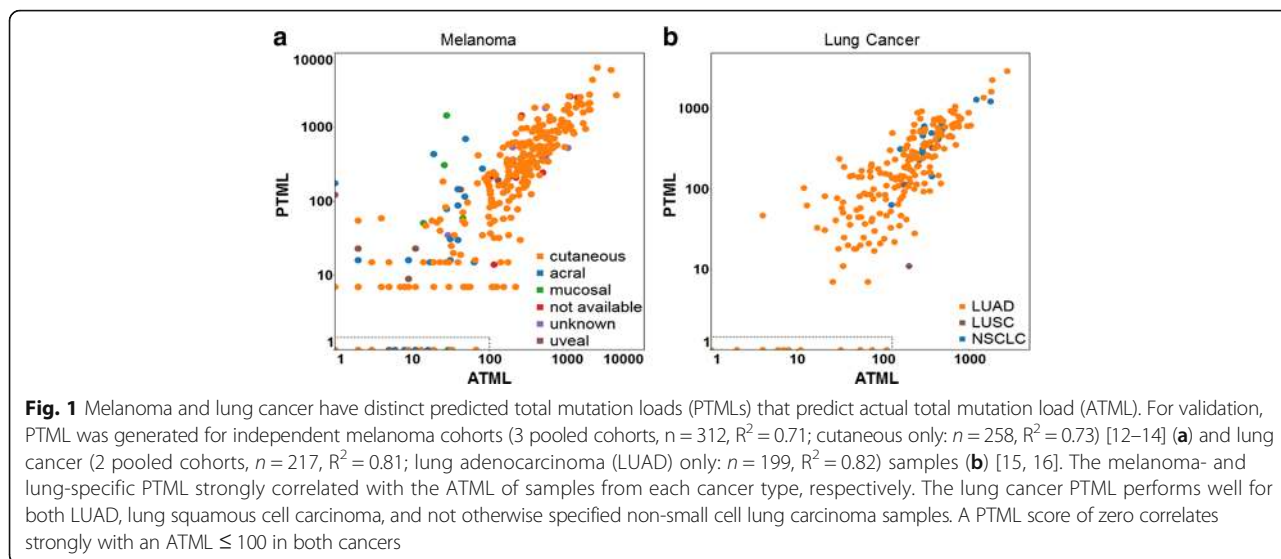 a Melanoma
b Lung Cancer
10000
1000
100
10
1
PTML
1 10 100 1000 10000
ATML
cutaneous
acral
mucosal
not available
unknown
uveal
1000
100
10
1
PTML
1 10 100 1000
ATML
LUAD
LUSC
NSCLC
Fig. 1 Melanoma and lung cancer have distinct predicted total mutation loads (PTMLs) that predict actual total mutation load (ATML). For validation,
PTML was generated for independent melanoma cohorts (3 pooled cohorts, n = 312, R² = 0.71; cutaneous only: n = 258, R² = 0.73) [12–14] (a) and lung
cancer (2 pooled cohorts, n = 217, R² = 0.81; lung adenocarcinoma (LUAD) only: n = 199, R² = 0.82) samples (b) [15, 16]. The melanoma- and
lung-specific PTML strongly correlated with the ATML of samples from each cancer type, respectively. The lung cancer PTML performs well for
both LUAD, lung squamous cell carcinoma, and not otherwise specified non-small cell lung carcinoma samples. A PTML score of zero correlates
strongly with an ATML ≤ 100 in both cancers